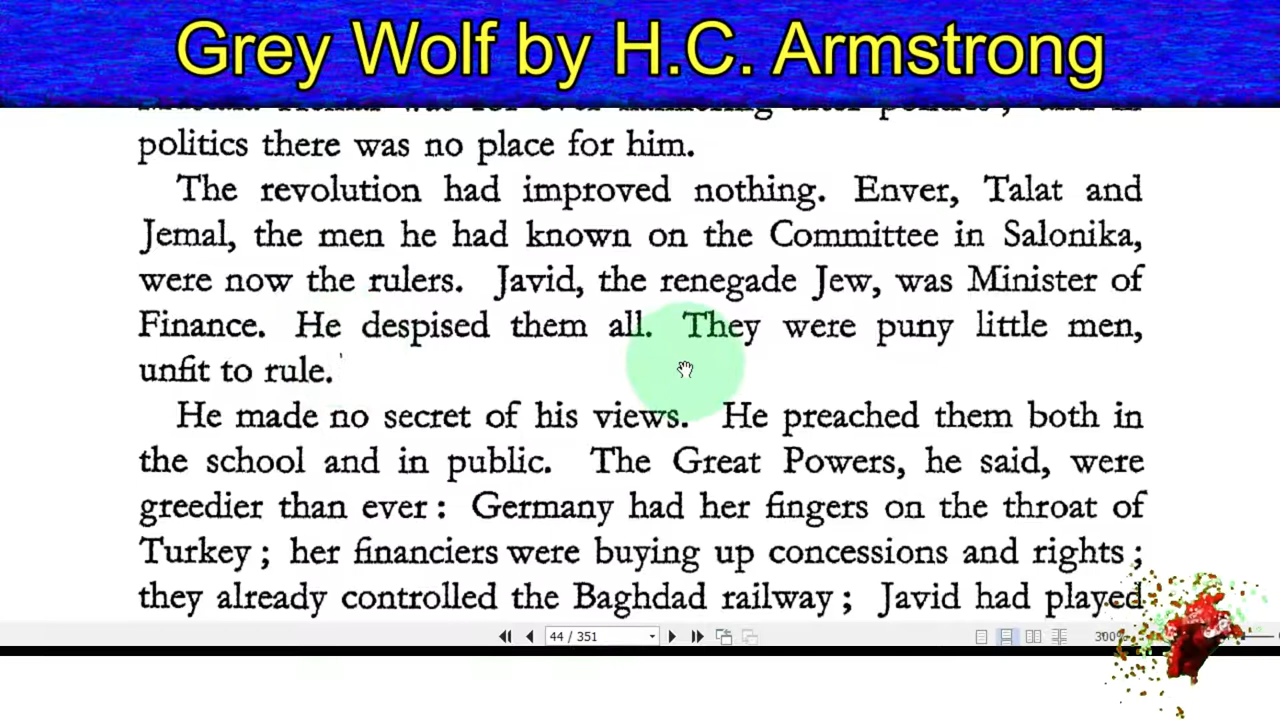 Grey Wolf by H.C. Armstrong
politics there was no place for him.
The revolution had improved nothing. Enver, Talat and
Jemal, the men he had known on the Committee in Salonika,
were now the rulers. Javid, the renegade Jew, was Minister of
Finance. He despised them all. They were puny little men,
unfit to rule.
He made no secret of his views. He preached them both in
the school and in public. The Great Powers, he said, were
greedier than ever : Germany had her fingers on the throat of
Turkey ; her financiers were buying up concessions and rights ;
they already controlled the Baghdad railway ; Javid had played
44 / 351
300%